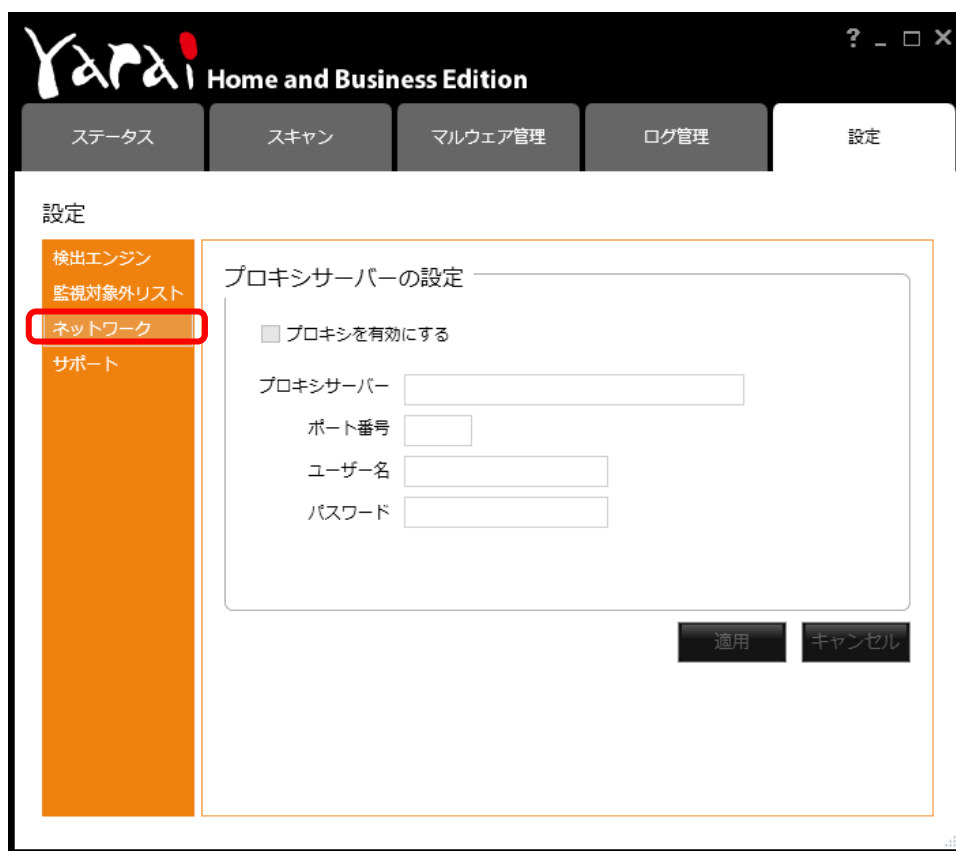 Yarai Home and Business Edition
? _ □ ×
ステータス スキャン マルウェア管理 ログ管理 設定
設定
検出エンジン
監視対象外リスト
ネットワーク
サポート
プロキシサーバーの設定
プロキシを有効にする
プロキシサーバー
ポート番号
ユーザー名
パスワード
適用 キャンセル